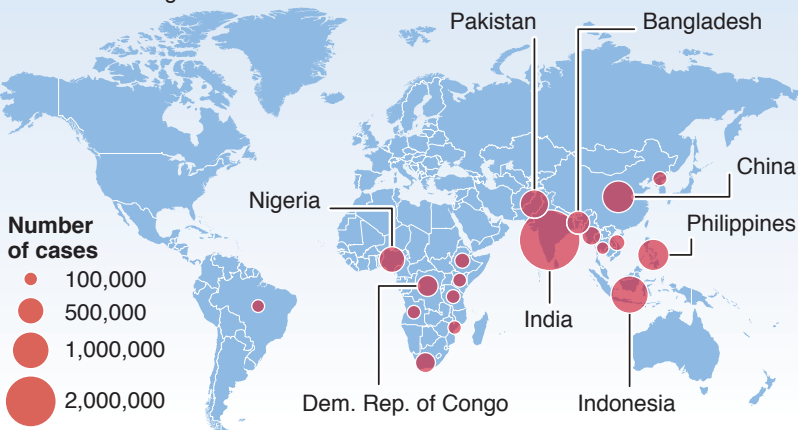 Pakistan
Bangladesh
China
Nigeria
Philippines
Number
of cases
100,000
500,000
1,000,000
2,000,000
India
Dem. Rep. of Congo
Indonesia